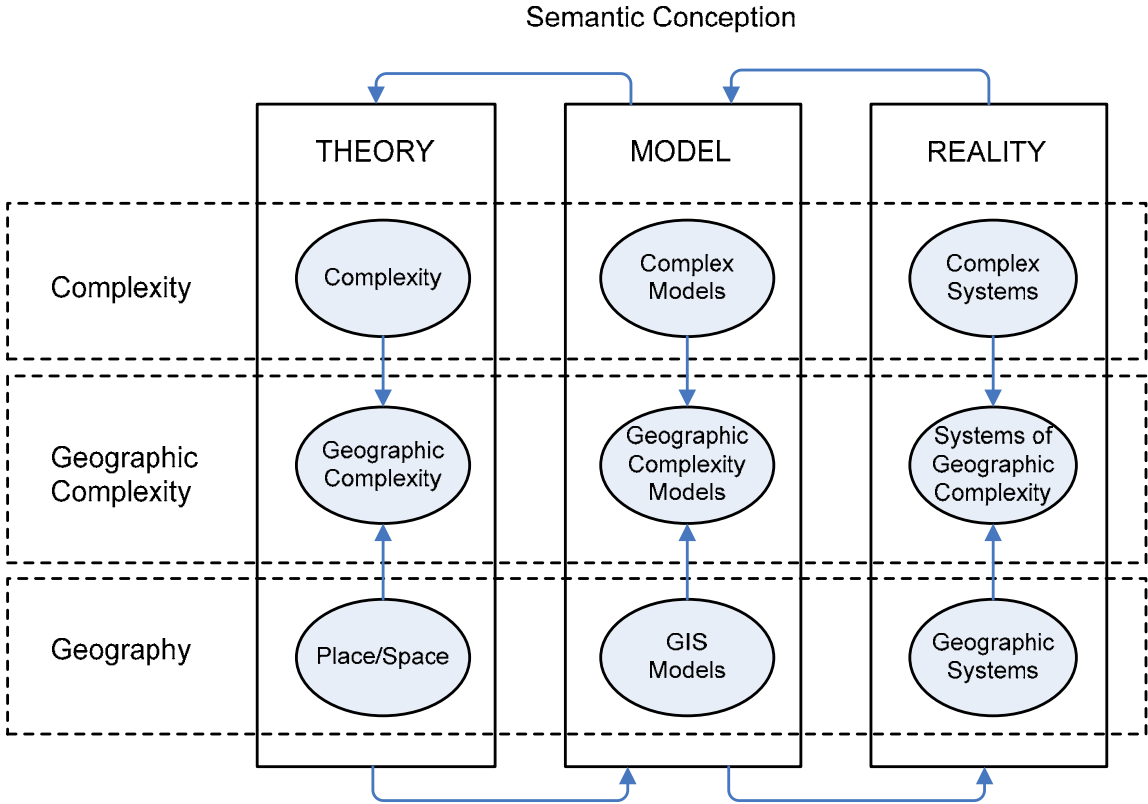 Semantic Conception
THEORY
MODEL
REALITY
Complexity
Complexity
Complex
Models
Complex
Systems
Geographic
Complexity
Geographic
Complexity
Geographic
Complexity
Models
Systems of
Geographic
Complexity
Geography
Place/Space
GIS
Models
Geographic
Systems